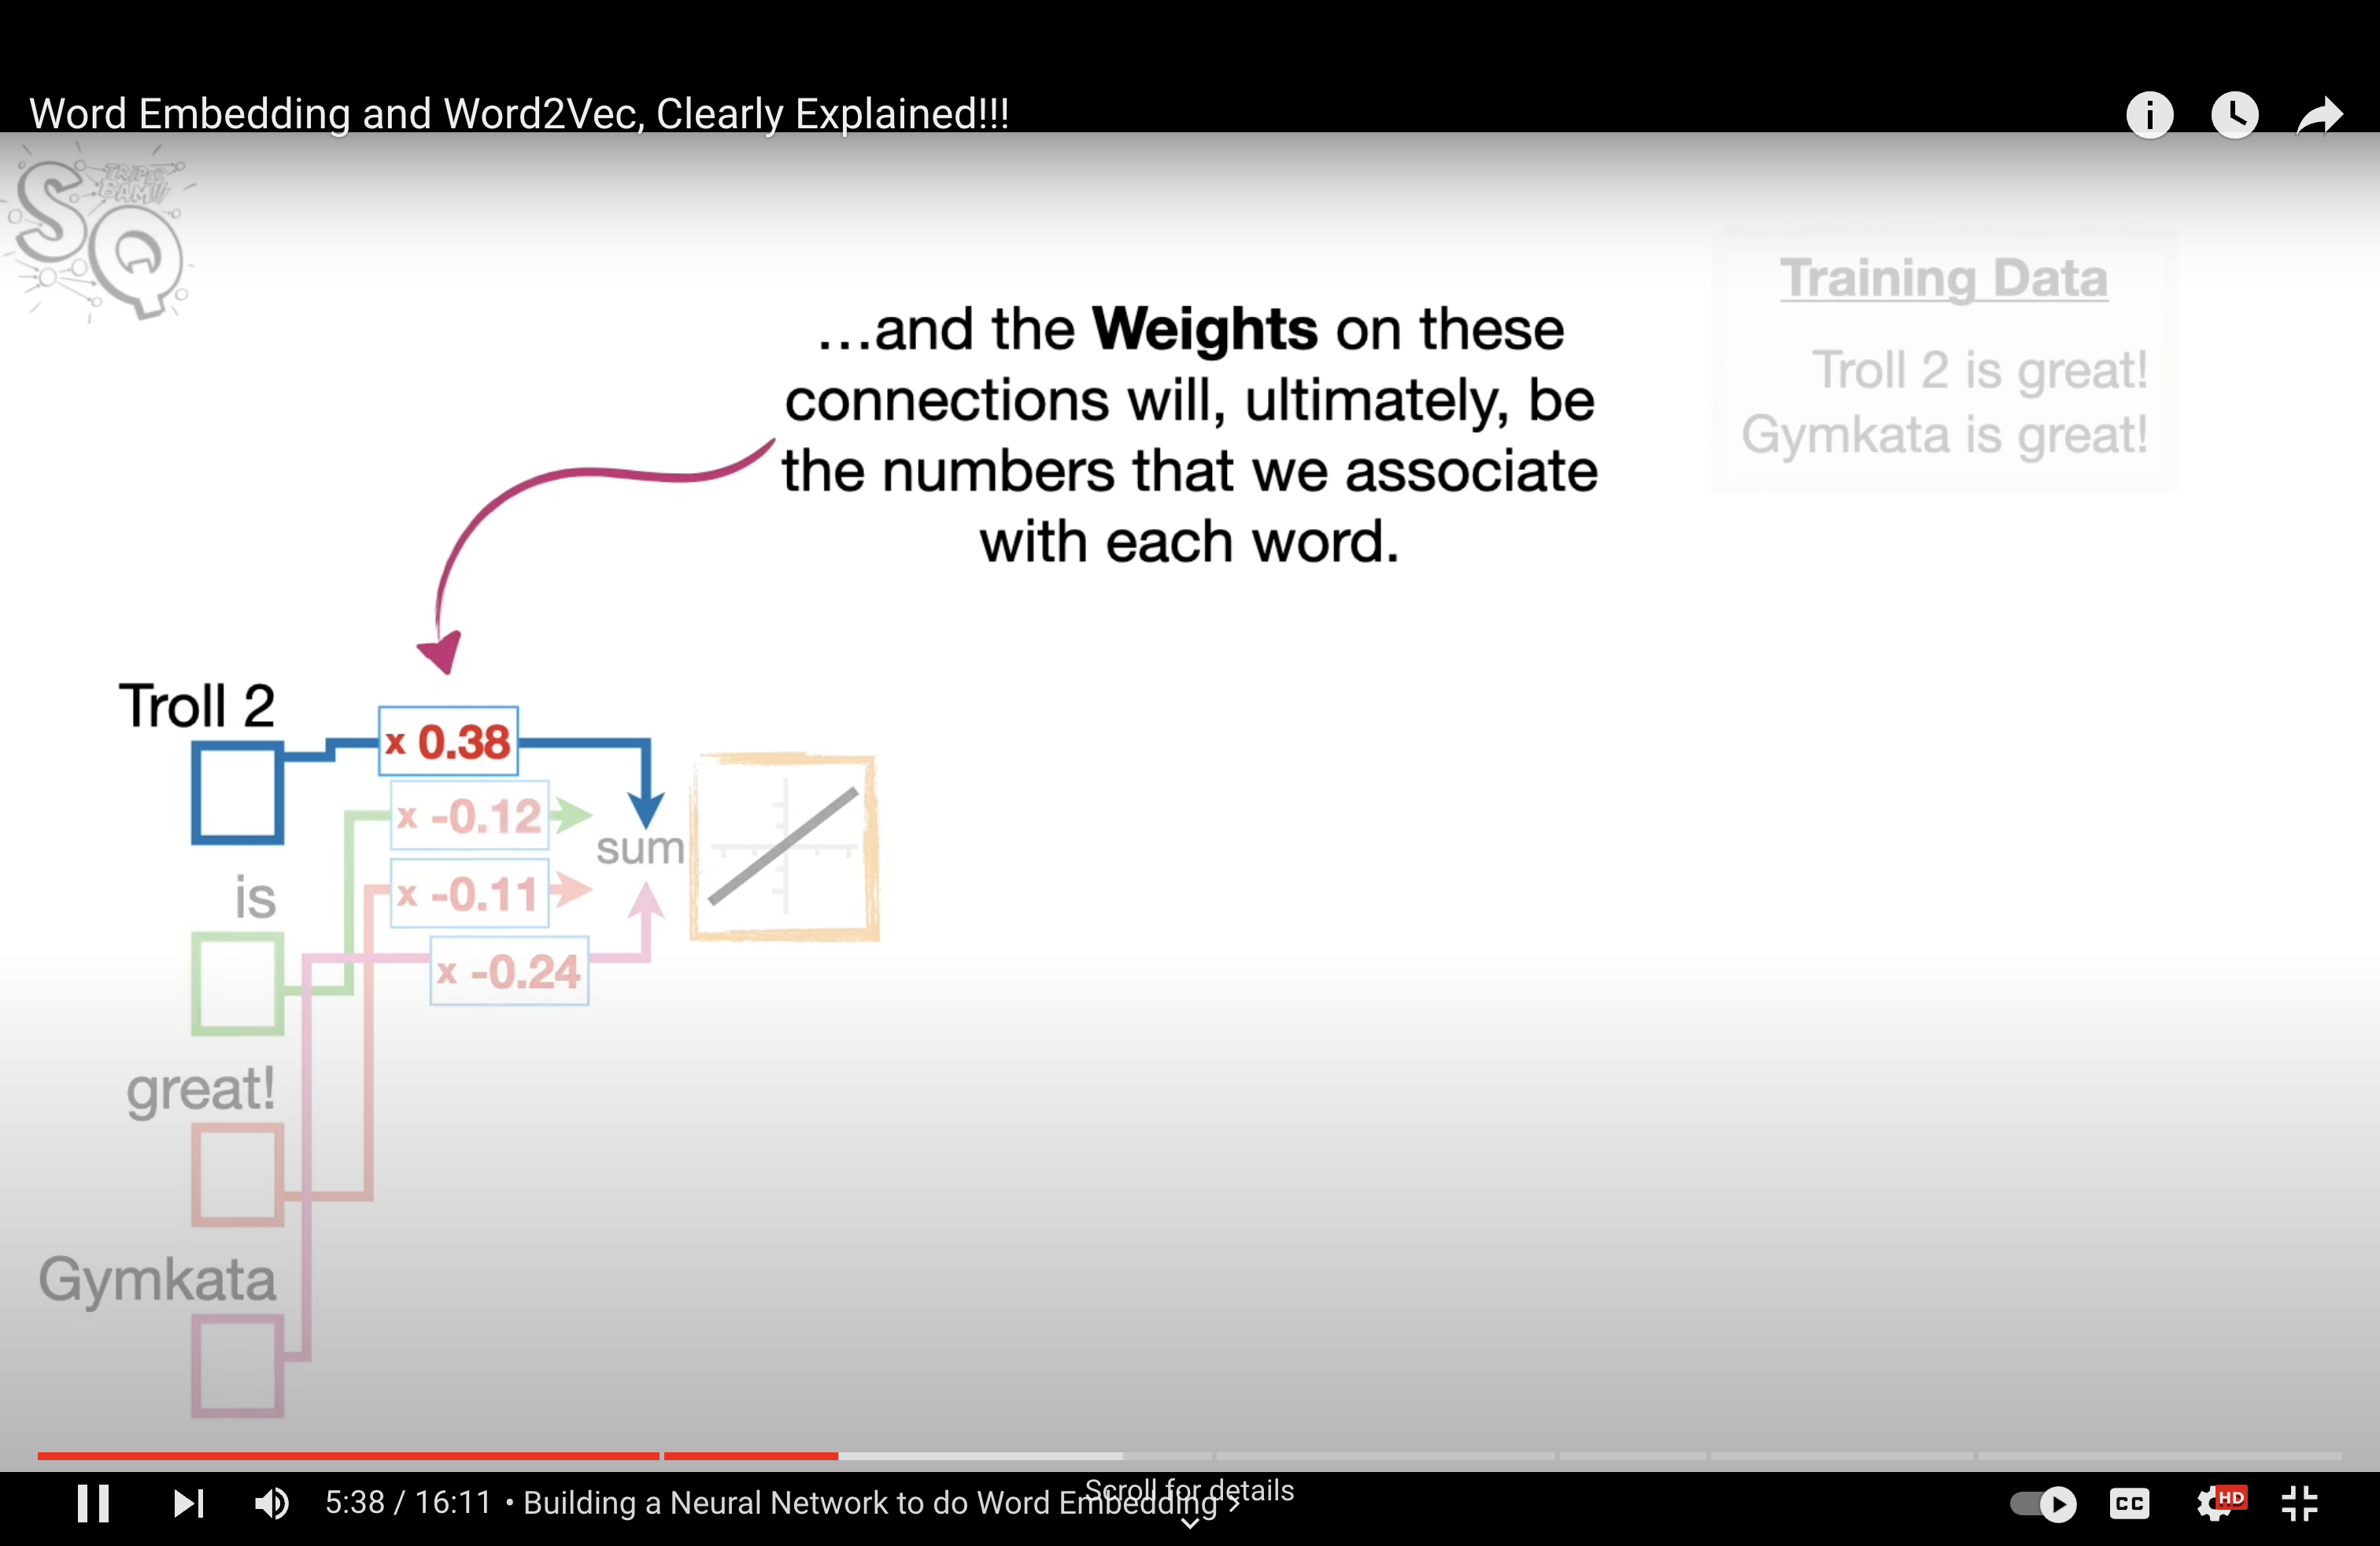 Word Embedding and Word2Vec, Clearly Explained!!!
SQ
TRIPLE
BAM!!!
Training Data
Troll 2 is great!
Gymkata is great!
...and the Weights on these
connections will, ultimately, be
the numbers that we associate
with each word.
Troll 2
x 0.38
x -0.12
sum
x -0.11
is
x -0.24
great!
Gymkata
5:38 / 16:11 • Building a Neural Network to do Word Embedding >
Scroll for details
CC
HD